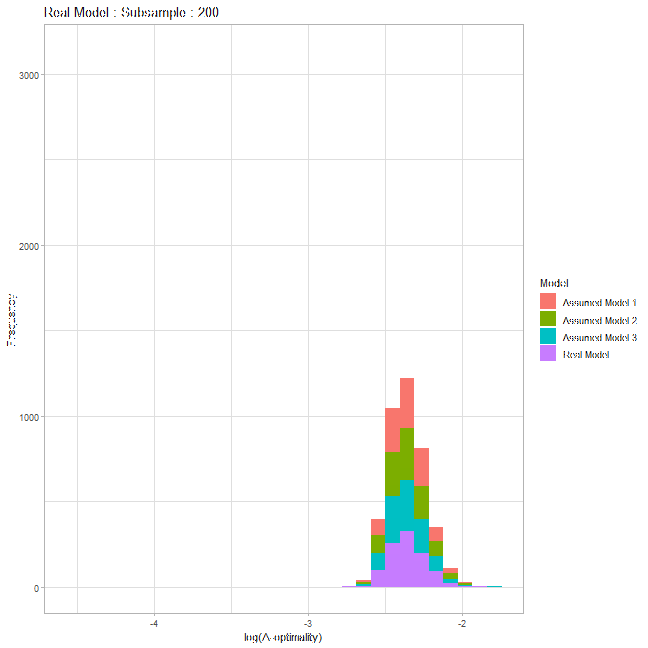 Real Model : Subsample : 200
3000
2000
1000
0
Frequency
-4
-3
-2
log(A-optimality)
Model
Assumed Model 1
Assumed Model 2
Assumed Model 3
Real Model